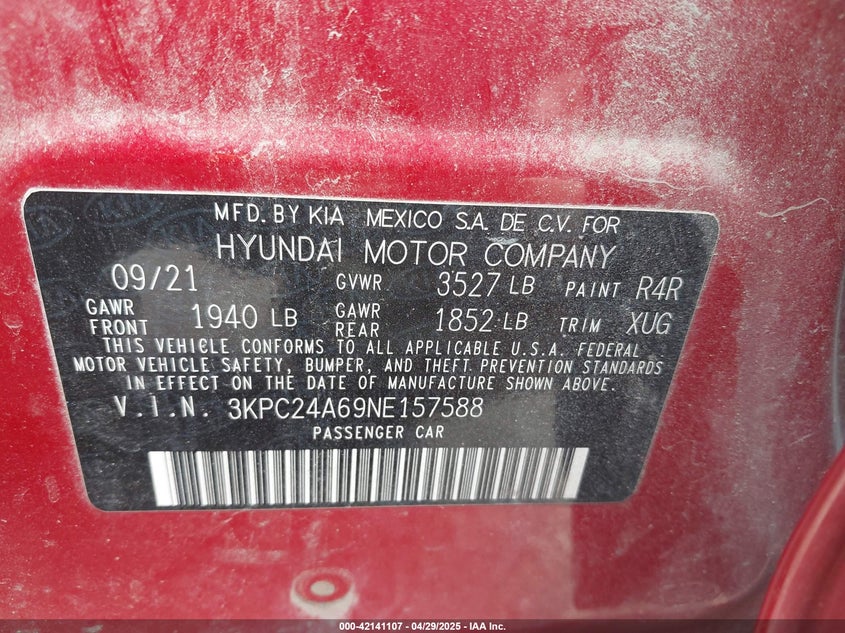 MFD. BY KIA MEXICO S.A. DE C.V. FOR
HYUNDAI MOTOR COMPANY
09/21 GVWR 3527 LB PAINT R4R
GAWR FRONT 1940 LB GAWR REAR 1852 LB TRIM XUG
THIS VEHICLE CONFORMS TO ALL APPLICABLE U.S.A. FEDERAL
MOTOR VEHICLE SAFETY, BUMPER, AND THEFT PREVENTION STANDARDS
IN EFFECT ON THE DATE OF MANUFACTURE SHOWN ABOVE.
V.I.N. 3KPC24A69NE157588
PASSENGER CAR
000-42141107 - 04/29/2025 - IAA Inc.